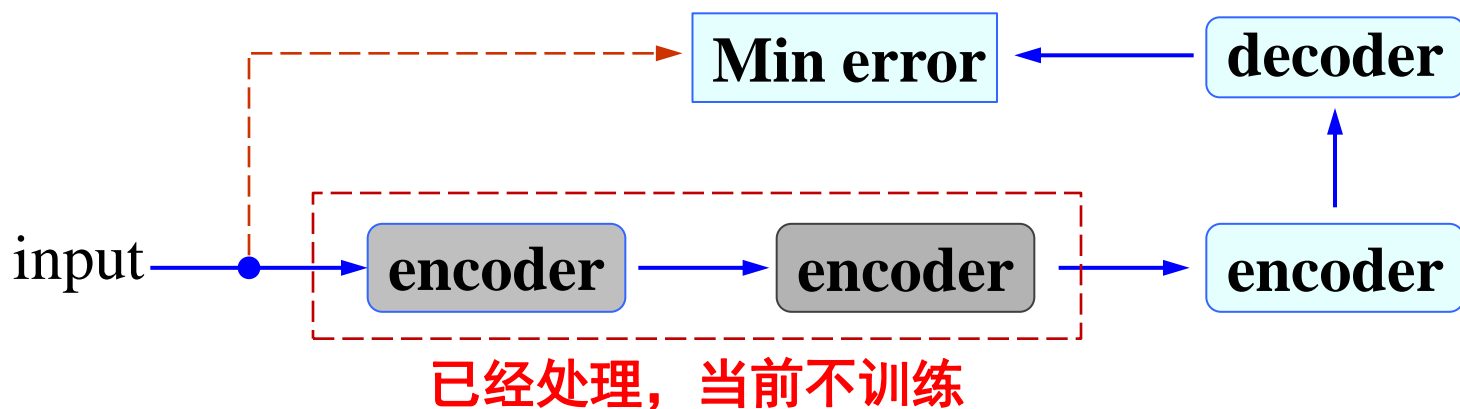 Min error
decoder
input
encoder
encoder
encoder
已经处理，当前不训练